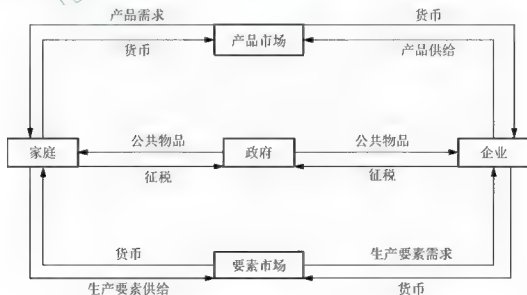 产品需求
货币
货币
产品市场
产品供给
家庭
公共物品
征税
政府
公共物品
征税
企业
货币
生产要素供给
要素市场
生产要素需求
货币